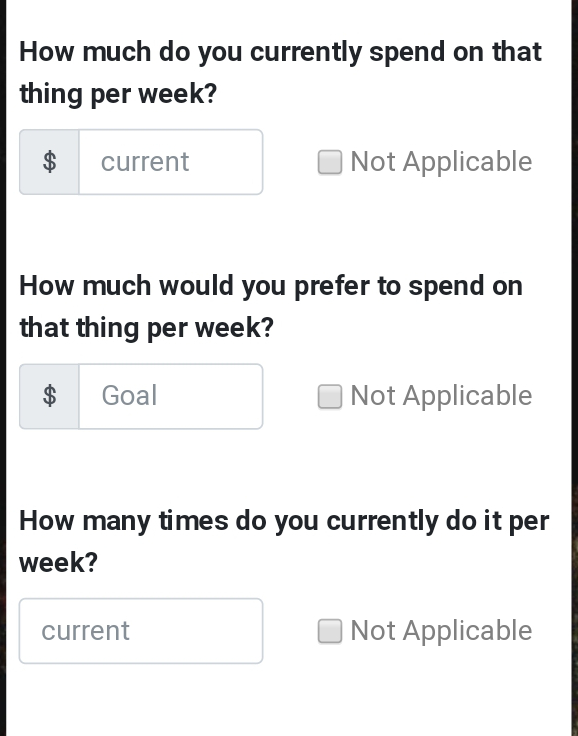 How much do you currently spend on that
thing per week?
$ current Not Applicable
How much would you prefer to spend on
that thing per week?
$ Goal Not Applicable
How many times do you currently do it per
week?
current Not Applicable